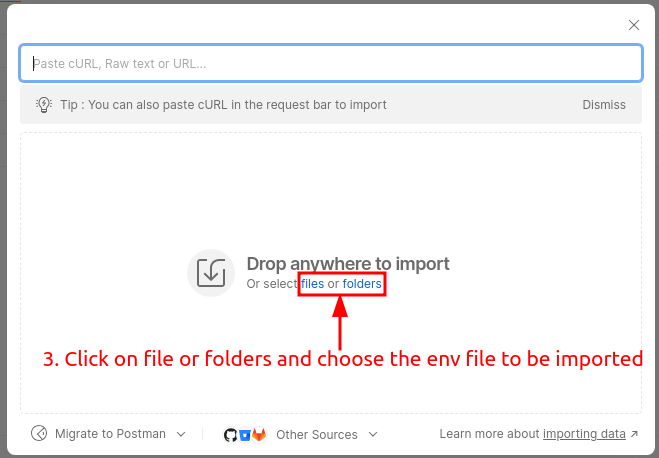 Paste cURL, Raw text or URL...
Tip : You can also paste cURL in the request bar to import Dismiss
Drop anywhere to import
Or select files or folders
3. Click on file or folders and choose the env file to be imported
Migrate to Postman Other Sources Learn more about importing data ↗